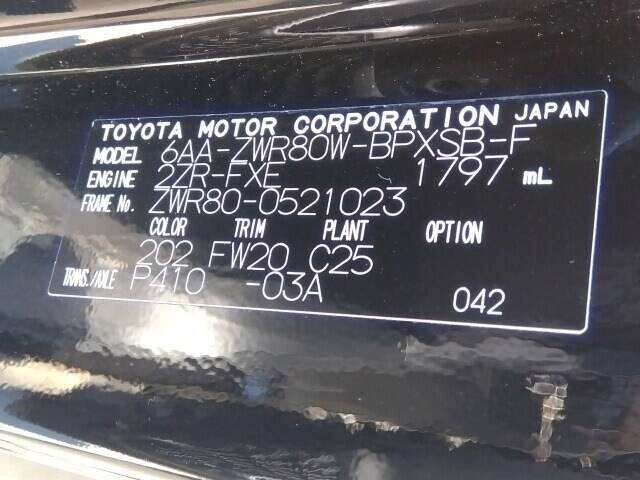 TOYOTA MOTOR CORPORATION JAPAN
MODEL 6AA-ZWR80W-BPXSB-F
ENGINE 2ZR-FXE 1797 mL
FRAME No. ZWR80-0521023
COLOR TRIM PLANT OPTION
202 FW20 C25
TRANS./AXLE P410 -03A 042